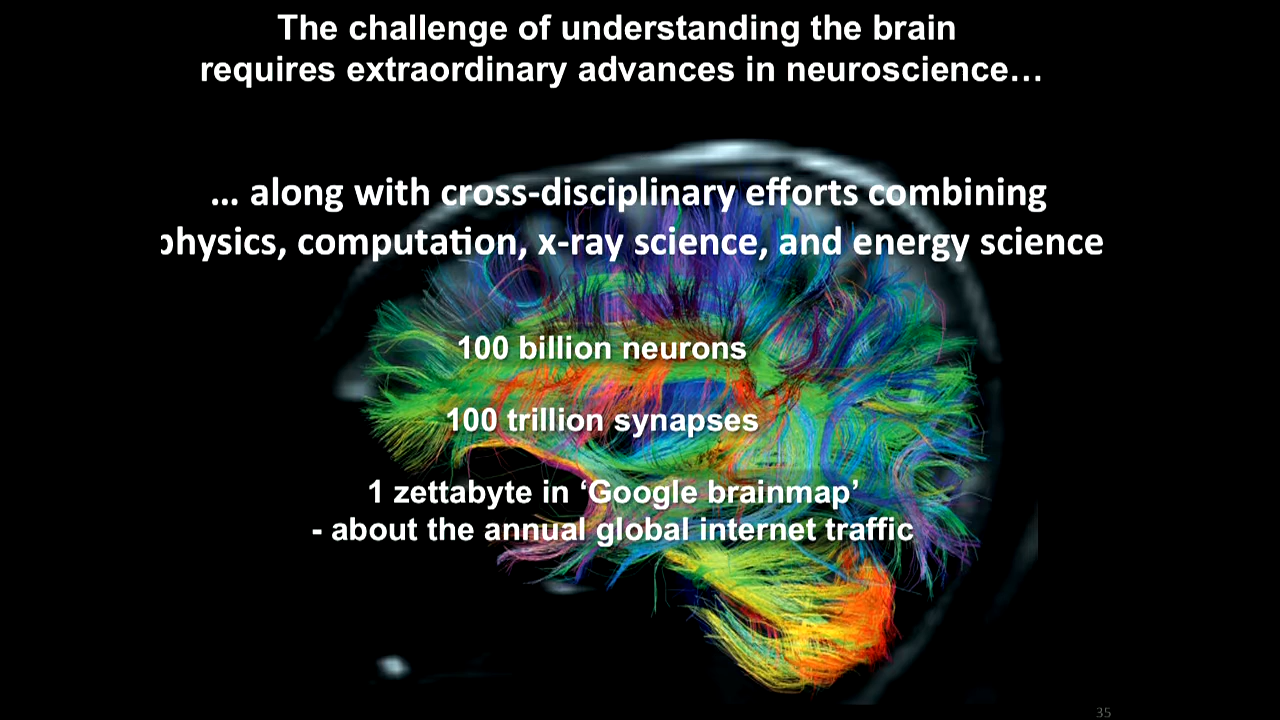 The challenge of understanding the brain
requires extraordinary advances in neuroscience…
... along with cross-disciplinary efforts combining
physics, computation, x-ray science, and energy science
100 billion neurons
100 trillion synapses
1 zettabyte in ‘Google brainmap’
- about the annual global internet traffic
35